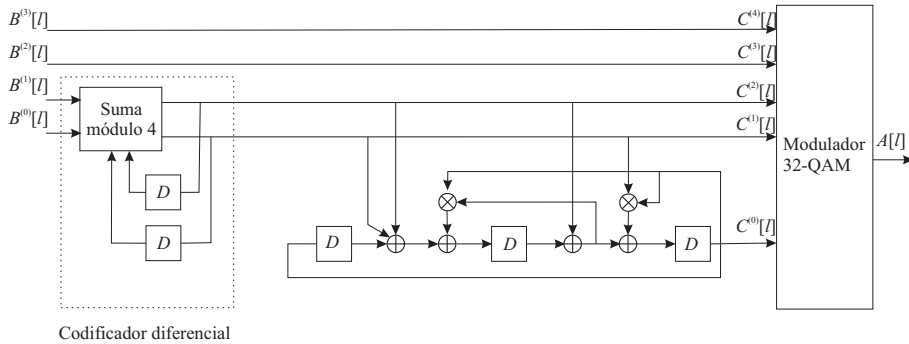 B⁽³⁾[l]
C⁽⁴⁾[l]
B⁽²⁾[l]
C⁽³⁾[l]
B⁽¹⁾[l]
C⁽²⁾[l]
B⁽⁰⁾[l]
C⁽¹⁾[l]
Suma
módulo 4
Modulador
32-QAM
A[l]
D
D
D
D
D
C⁽⁰⁾[l]
Codificador diferencial